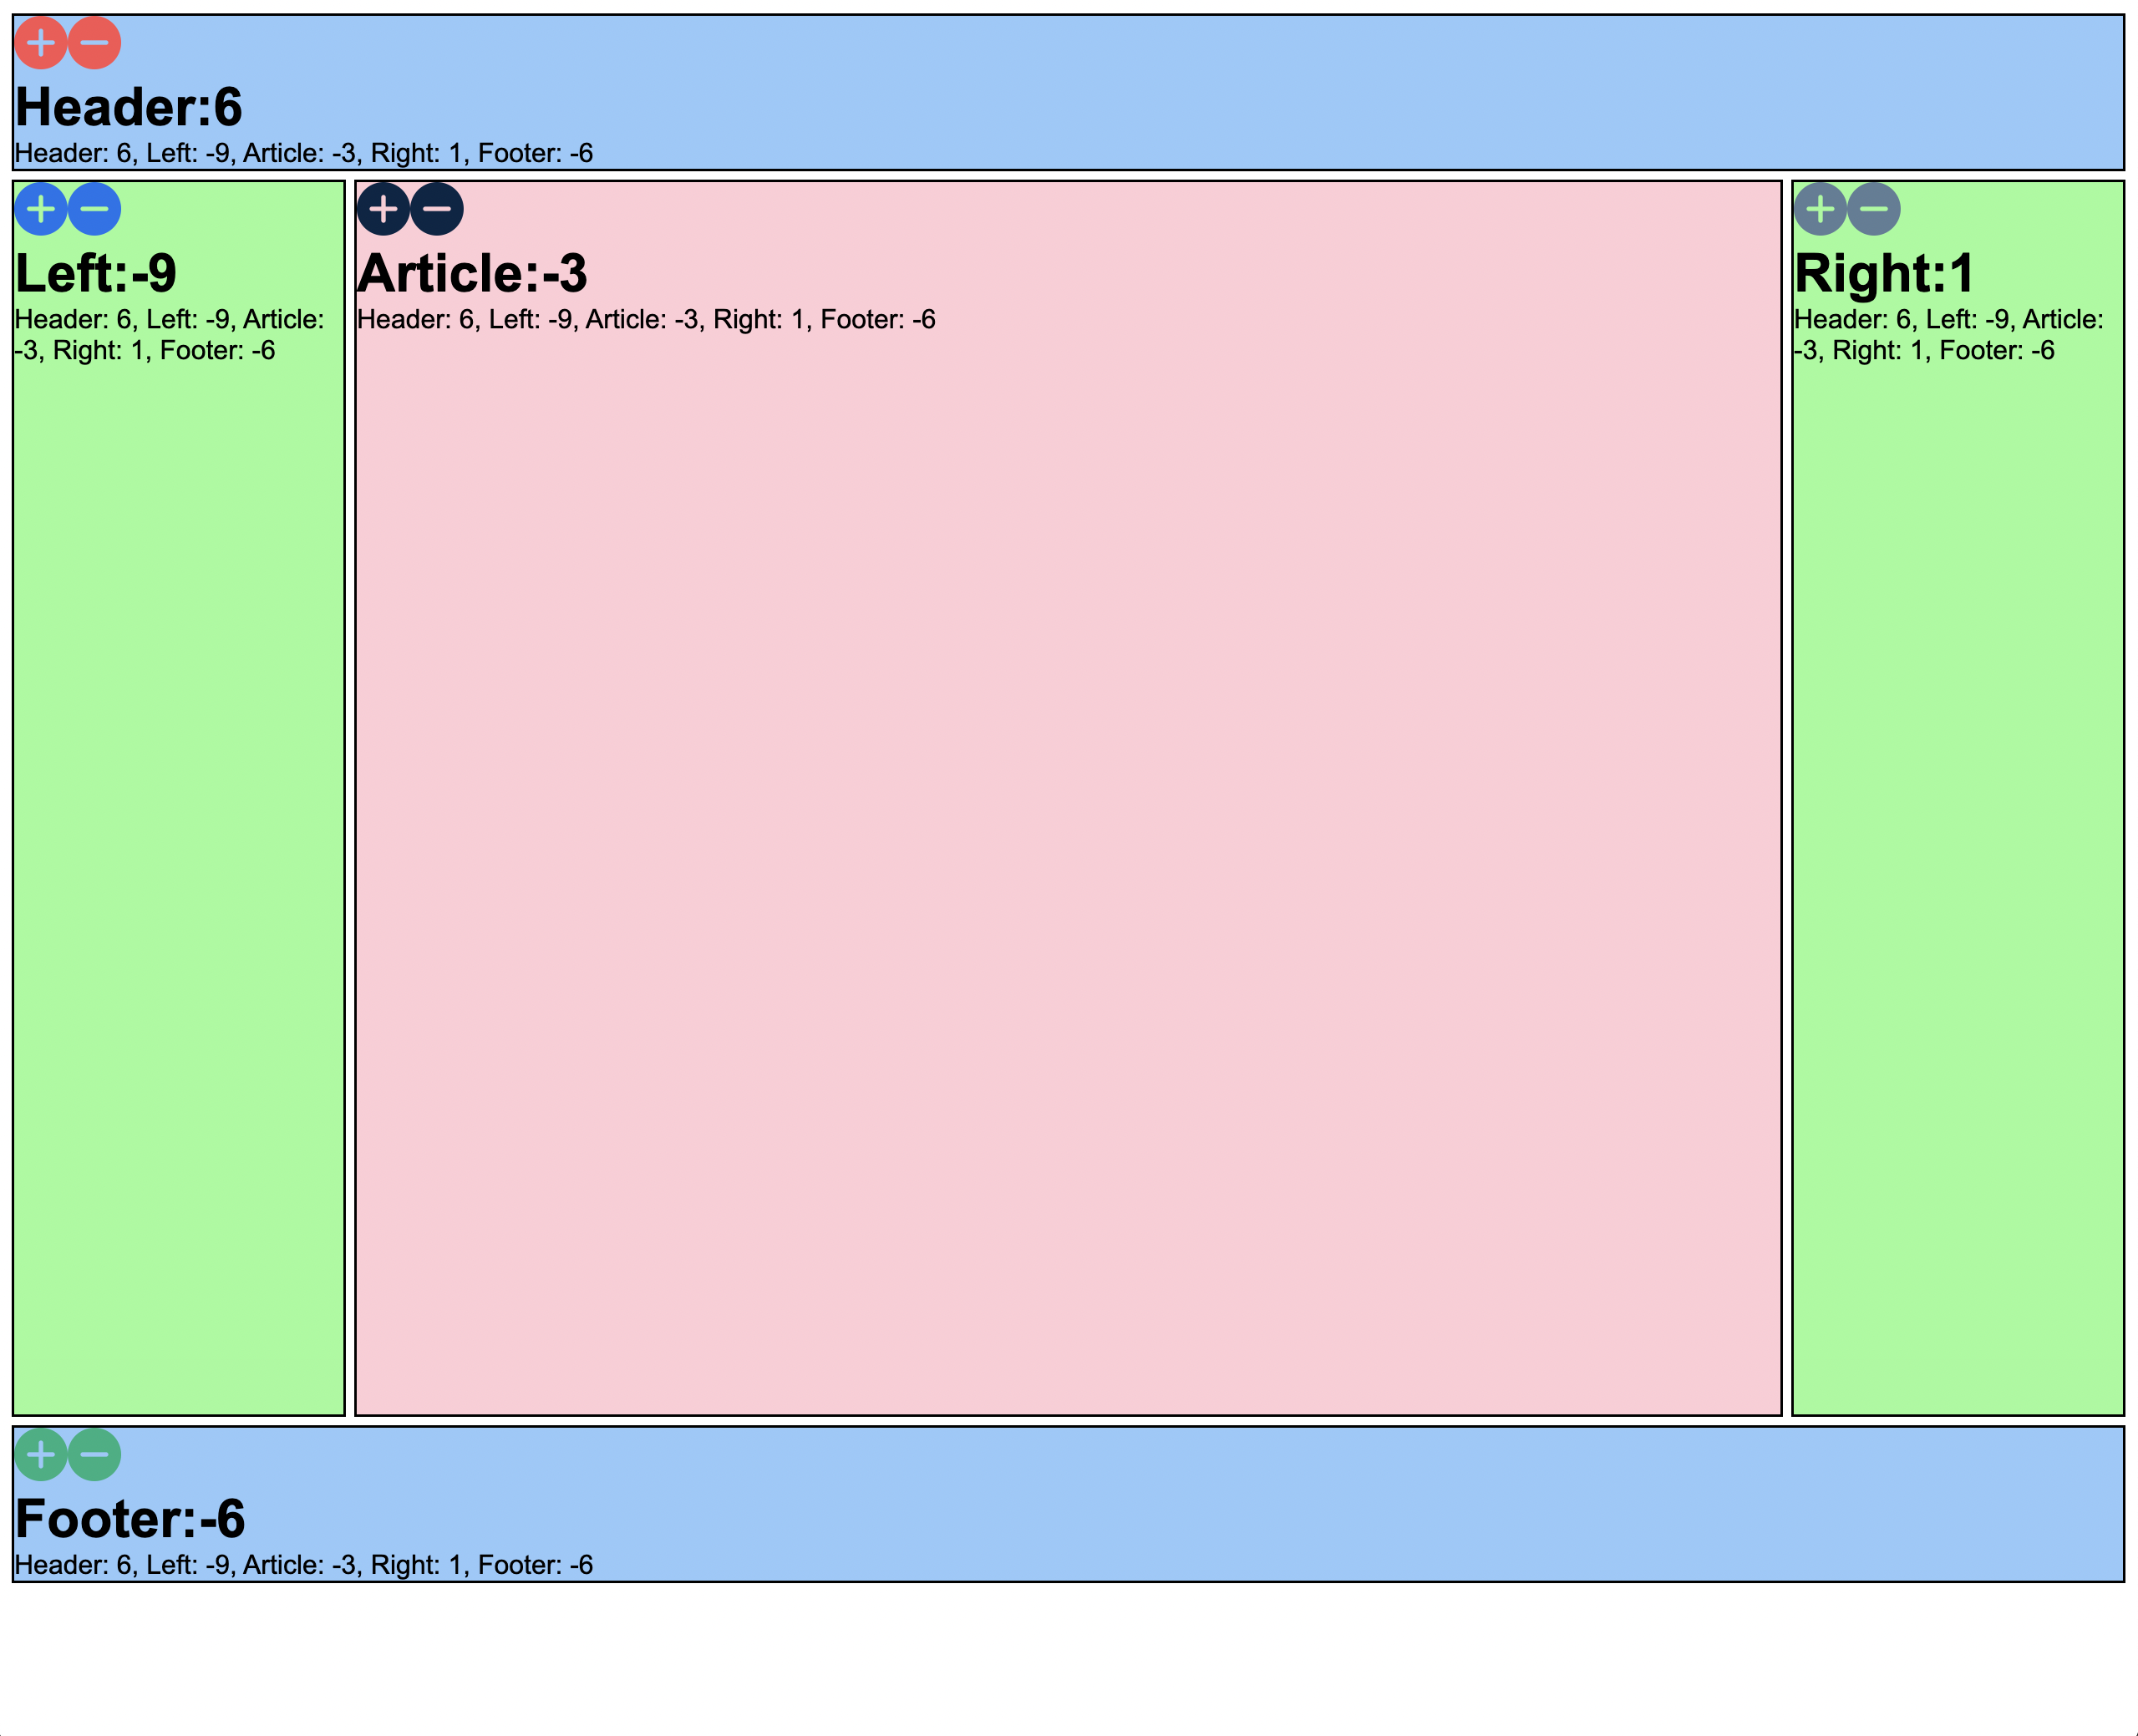 Header:6
Header: 6, Left: -9, Article: -3, Right: 1, Footer: -6
Left:-9
Header: 6, Left: -9, Article:
-3, Right: 1, Footer: -6
Article:-3
Header: 6, Left: -9, Article: -3, Right: 1, Footer: -6
Right:1
Header: 6, Left: -9, Article:
-3, Right: 1, Footer: -6
Footer:-6
Header: 6, Left: -9, Article: -3, Right: 1, Footer: -6